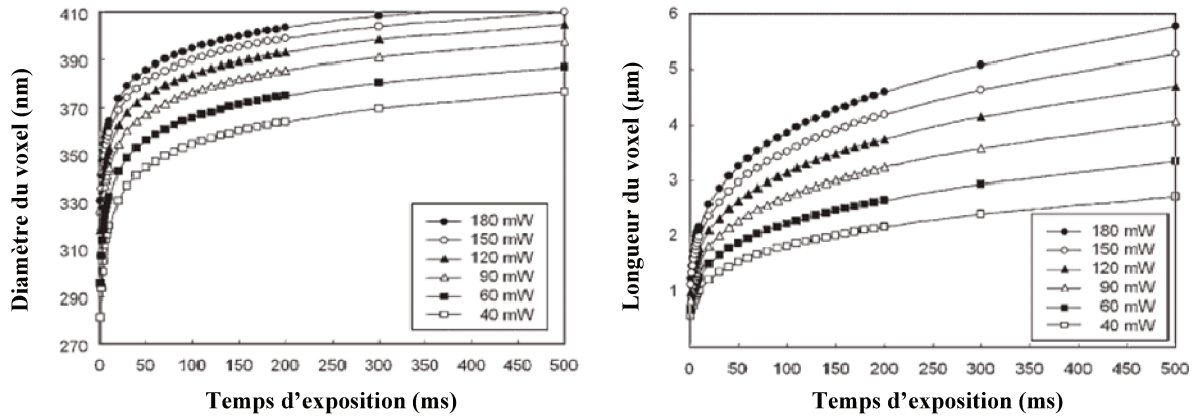 Diamètre du voxel (nm)
410
390
370
350
330
310
290
270
0 50 100 150 200 250 300 350 400 450 500
Temps d’exposition (ms)
180 mW
150 mW
120 mW
90 mW
60 mW
40 mW
Longueur du voxel (µm)
6
5
4
3
2
1
0 50 100 150 200 250 300 350 400 450 500
Temps d’exposition (ms)
180 mW
150 mW
120 mW
90 mW
60 mW
40 mW